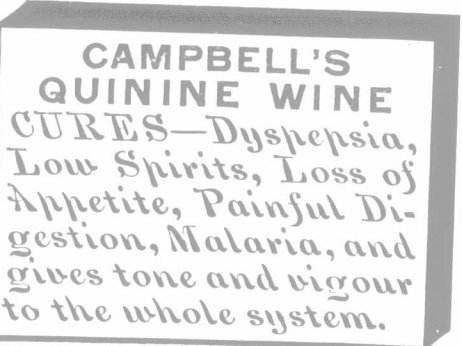 CAMPBELL'S
QUININE WINE
CURES—Dyspepsia,
Low Spirits, Loss of
Appetite, Painful Di-
gestion, Malaria, and
gives tone and vigour
to the whole system.